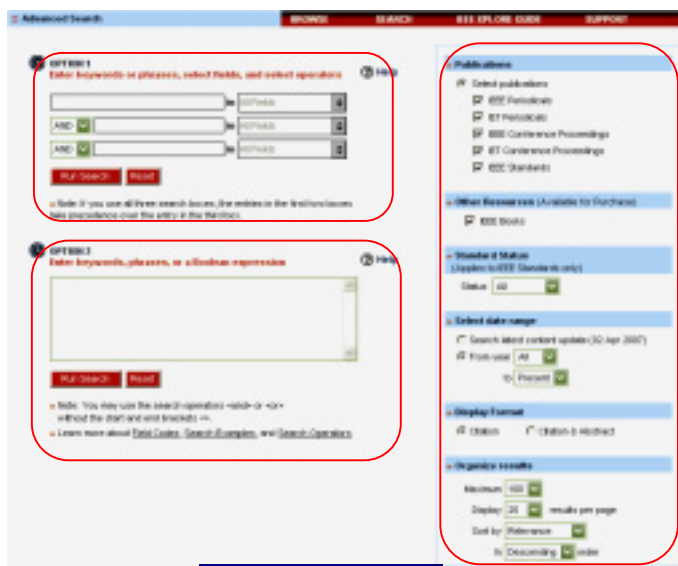 Advanced Search
BROWSE SEARCH IEEE XPLORE GUIDE SUPPORT
OPTION 1
Enter keywords or phrases, select fields, and select operators
Help
in All Fields
AND in All Fields
AND in All Fields
Run Search Reset
» Note: If you use all three search boxes, the entries in the first two boxes
take precedence over the entry in the third box.
OPTION 2
Enter keywords, phrases, or a Boolean expression
Help
Run Search Reset
» Note: You may use the search operators <and> or <or>
without the start and end brackets <>.
» Learn more about Field Codes, Search Examples, and Search Operators
» Publications
Select publications
IEEE Periodicals
IET Periodicals
IEEE Conference Proceedings
IET Conference Proceedings
IEEE Standards
» Other Resources (Available for Purchase)
IEEE Books
» Standard Status
(Applies to IEEE Standards only)
Status All
» Select date range
Search latest content update (02 Apr 2007)
From year All
to Present
» Display Format
Citation Citation & Abstract
» Organize results
Maximum 100
Display 25 results per page
Sort by Relevance
In Descending order